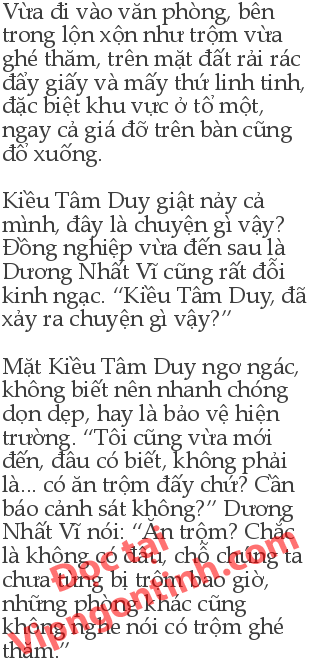 Vừa đi vào văn phòng, bên
trong lộn xộn như trộm vừa
ghé thăm, trên mặt đất rải rác
đẩy giấy và mấy thứ linh tinh,
đặc biệt khu vực ở tổ một,
ngay cả giá đỡ trên bàn cũng
đổ xuống.

Kiều Tâm Duy giật nảy cả
mình, đây là chuyện gì vậy?
Đồng nghiệp vừa đến sau là
Dương Nhất Vĩ cũng rất đỗi
kinh ngạc. “Kiều Tâm Duy, đã
xảy ra chuyện gì vậy?”

Mặt Kiều Tâm Duy ngơ ngác,
không biết nên nhanh chóng
dọn dẹp, hay là bảo vệ hiện
trường. “Tôi cũng vừa mới
đến, đâu có biết, không phải
là... có ăn trộm đấy chứ? Cần
báo cảnh sát không?” Dương
Nhất Vĩ nói: “Ăn trộm? Chắc
là không có đâu, chỗ chúng ta
chưa từng bị trộm bao giờ,
những phòng khác cũng
không nghe nói có trộm ghé
thăm.”
Đọc tại
Vipngontinh.com